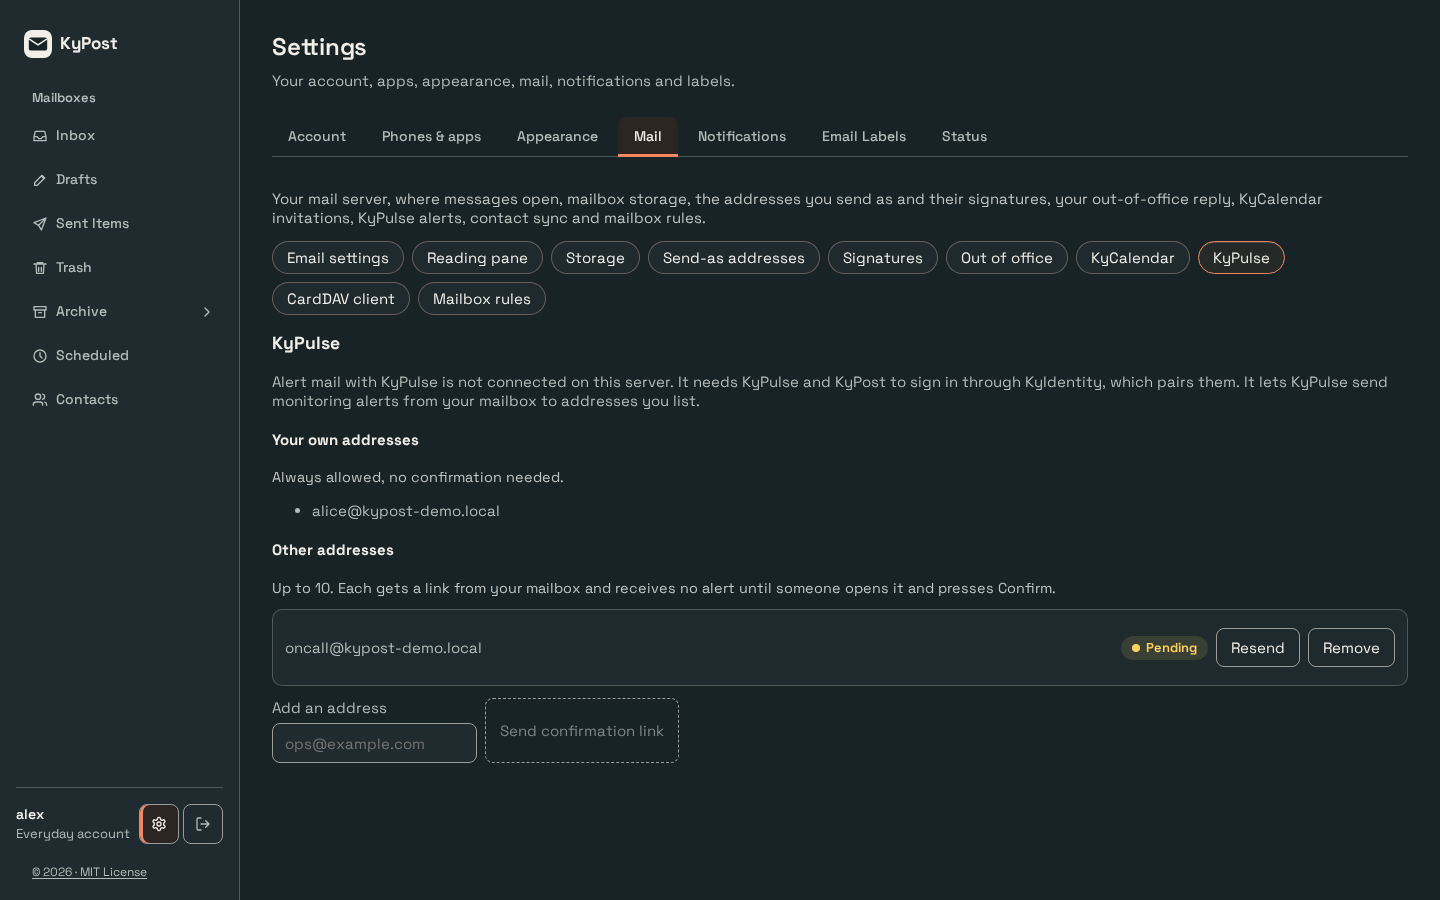 KyPost
Mailboxes
Inbox
Drafts
Sent Items
Trash
Archive
Scheduled
Contacts
alex
Everyday account
© 2026 · MIT License
Settings
Your account, apps, appearance, mail, notifications and labels.
Account
Phones & apps
Appearance
Mail
Notifications
Email Labels
Status
Your mail server, where messages open, mailbox storage, the addresses you send as and their signatures, your out-of-office reply, KyCalendar
invitations, KyPulse alerts, contact sync and mailbox rules.
Email settings
Reading pane
Storage
Send-as addresses
Signatures
Out of office
KyCalendar
KyPulse
CardDAV client
Mailbox rules
KyPulse
Alert mail with KyPulse is not connected on this server. It needs KyPulse and KyPost to sign in through KyIdentity, which pairs them. It lets KyPulse send
monitoring alerts from your mailbox to addresses you list.
Your own addresses
Always allowed, no confirmation needed.
alice@kypost-demo.local
Other addresses
Up to 10. Each gets a link from your mailbox and receives no alert until someone opens it and presses Confirm.
oncall@kypost-demo.local
Pending
Resend
Remove
Add an address
ops@example.com
Send confirmation link